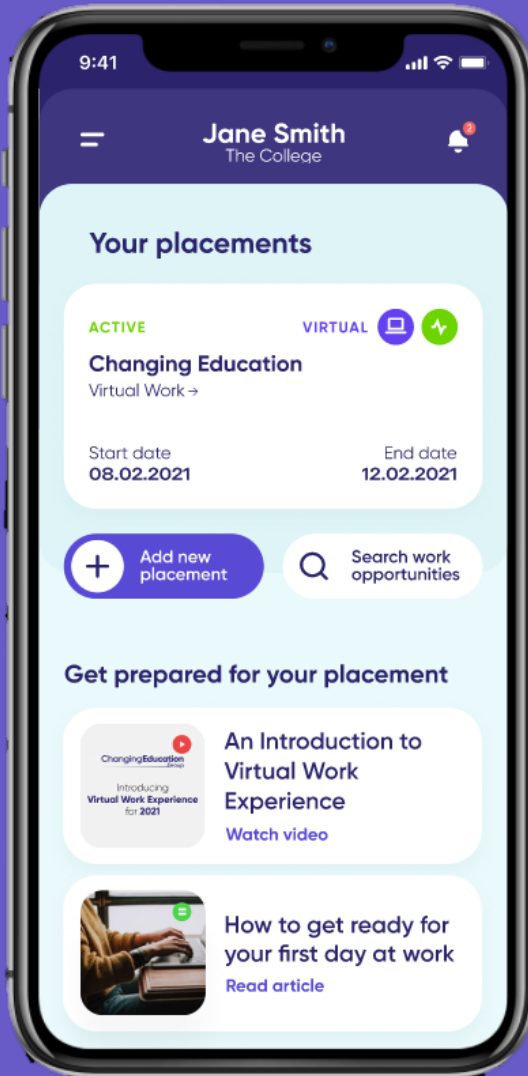 9:41
Jane Smith
The College
2
Your placements
ACTIVE
VIRTUAL
Changing Education
Virtual Work →
Start date
End date
08.02.2021
12.02.2021
Add new
placement
Search work
opportunities
Get prepared for your placement
ChangingEducation
Group
Introducing
Virtual Work Experience
for 2021
An Introduction to
Virtual Work
Experience
Watch video
How to get ready for
your first day at work
Read article